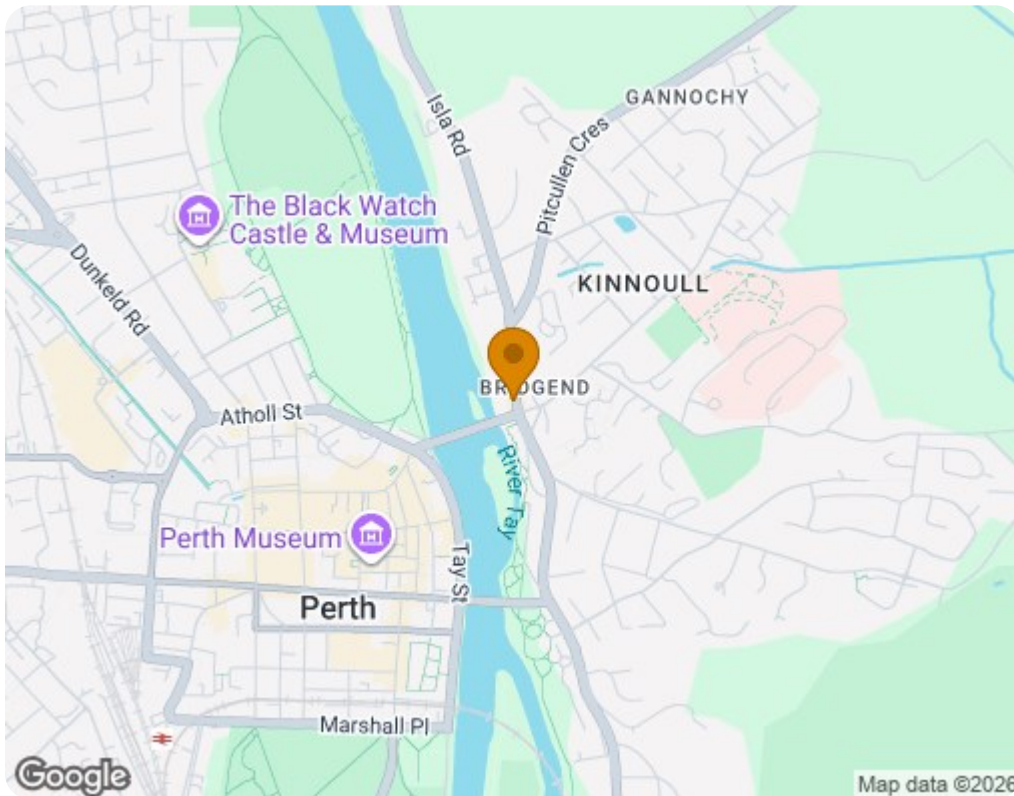 GANNOCHY
Isla Rd
Pitcullen Cres
The Black Watch
Castle & Museum
Dunkeld Rd
KINNOULL
BRIDGEND
Atholl St
River Tay
Perth Museum
Tay St
Perth
Marshall Pl
Google
Map data ©2026